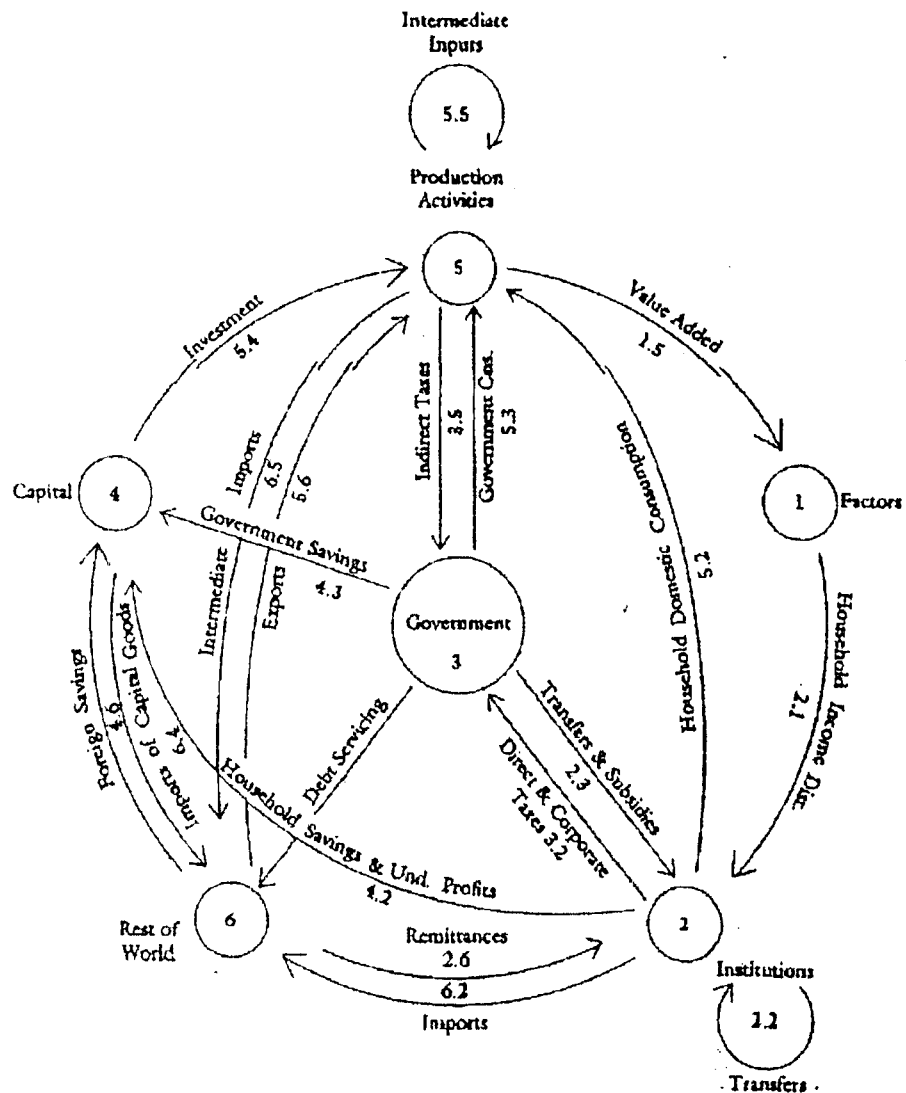 Intermediate
Inputs
5.5
Production
Activities
5
Investment
5.4
Value Added
1.5
Indirect Taxes
3.5
Government Cos.
5.3
Imports
6.5
5.6
Intermediate
Exports
Household Domestic Consumption
5.2
Capital
4
1
Factors
Government Savings
4.3
Government
3
Household Income Dist.
2.1
Foreign Savings
4.6
Imports of Capital Goods
6.4
Debt Servicing
Transfers & Subsidies
2.3
Direct & Corporate
Taxes 3.2
Household Savings & Und. Profits
4.2
6
Rest of
World
2
Remittances
2.6
6.2
Imports
Institutions
2.2
Transfers